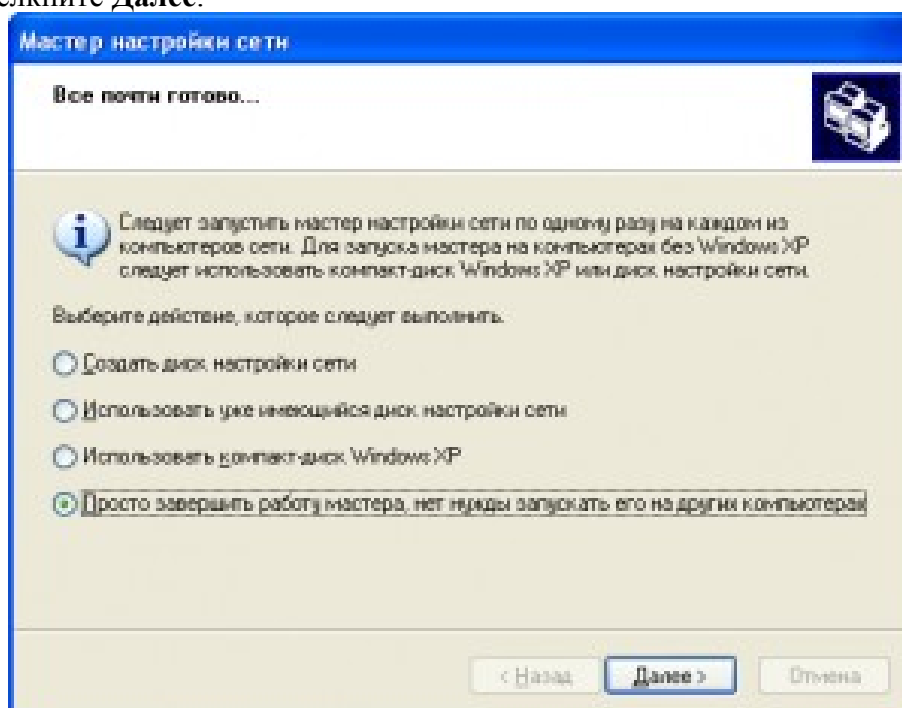 елкните Далее.
Мастер настройки сети
Все почти готово...
Следует запустить мастер настройки сети по одному разу на каждом из
компьютеров сети. Для запуска мастера на компьютерах без Windows XP
следует использовать компакт-диск Windows XP или диск настройки сети.
Выберите действие, которое следует выполнить.
Создать диск настройки сети
Использовать уже имеющийся диск настройки сети
Использовать компакт-диск Windows XP
Просто завершить работу мастера, нет нужды запускать его на других компьютерах
< Назад Далее > Отмена